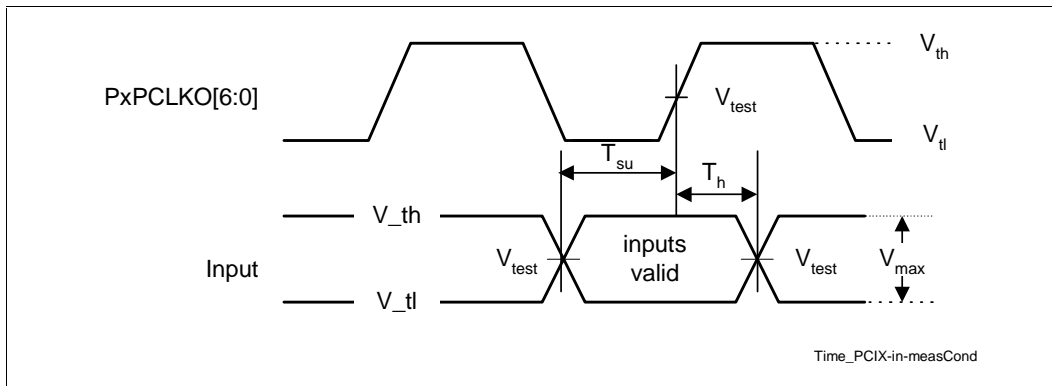 V_th
PxPCLKO[6:0]
V_test
V_tl
T_su
T_h
V_th
inputs
valid
Input
V_test
V_test
V_max
V_tl
Time_PCIX-in-measCond